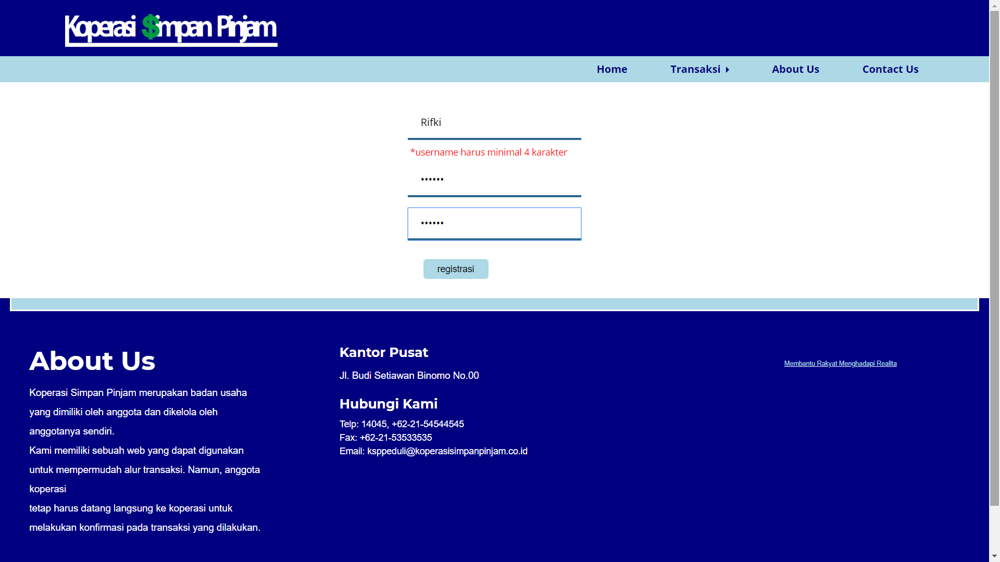 Koperasi $impan Pinjam
Home
Transaksi
About Us
Contact Us
Rifki
*username harus minimal 4 karakter
••••••
••••••
registrasi
About Us
Koperasi Simpan Pinjam merupakan badan usaha
yang dimiliki oleh anggota dan dikelola oleh
anggotanya sendiri.
Kami memiliki sebuah web yang dapat digunakan
untuk mempermudah alur transaksi. Namun, anggota
koperasi
tetap harus datang langsung ke koperasi untuk
melakukan konfirmasi pada transaksi yang dilakukan.
Kantor Pusat
Jl. Budi Setiawan Binomo No.00
Hubungi Kami
Telp: 14045, +62-21-54544545
Fax: +62-21-53533535
Email: ksppeduli@koperasisimpanpinjam.co.id
Membantu Rakyat Menghadapi Realita